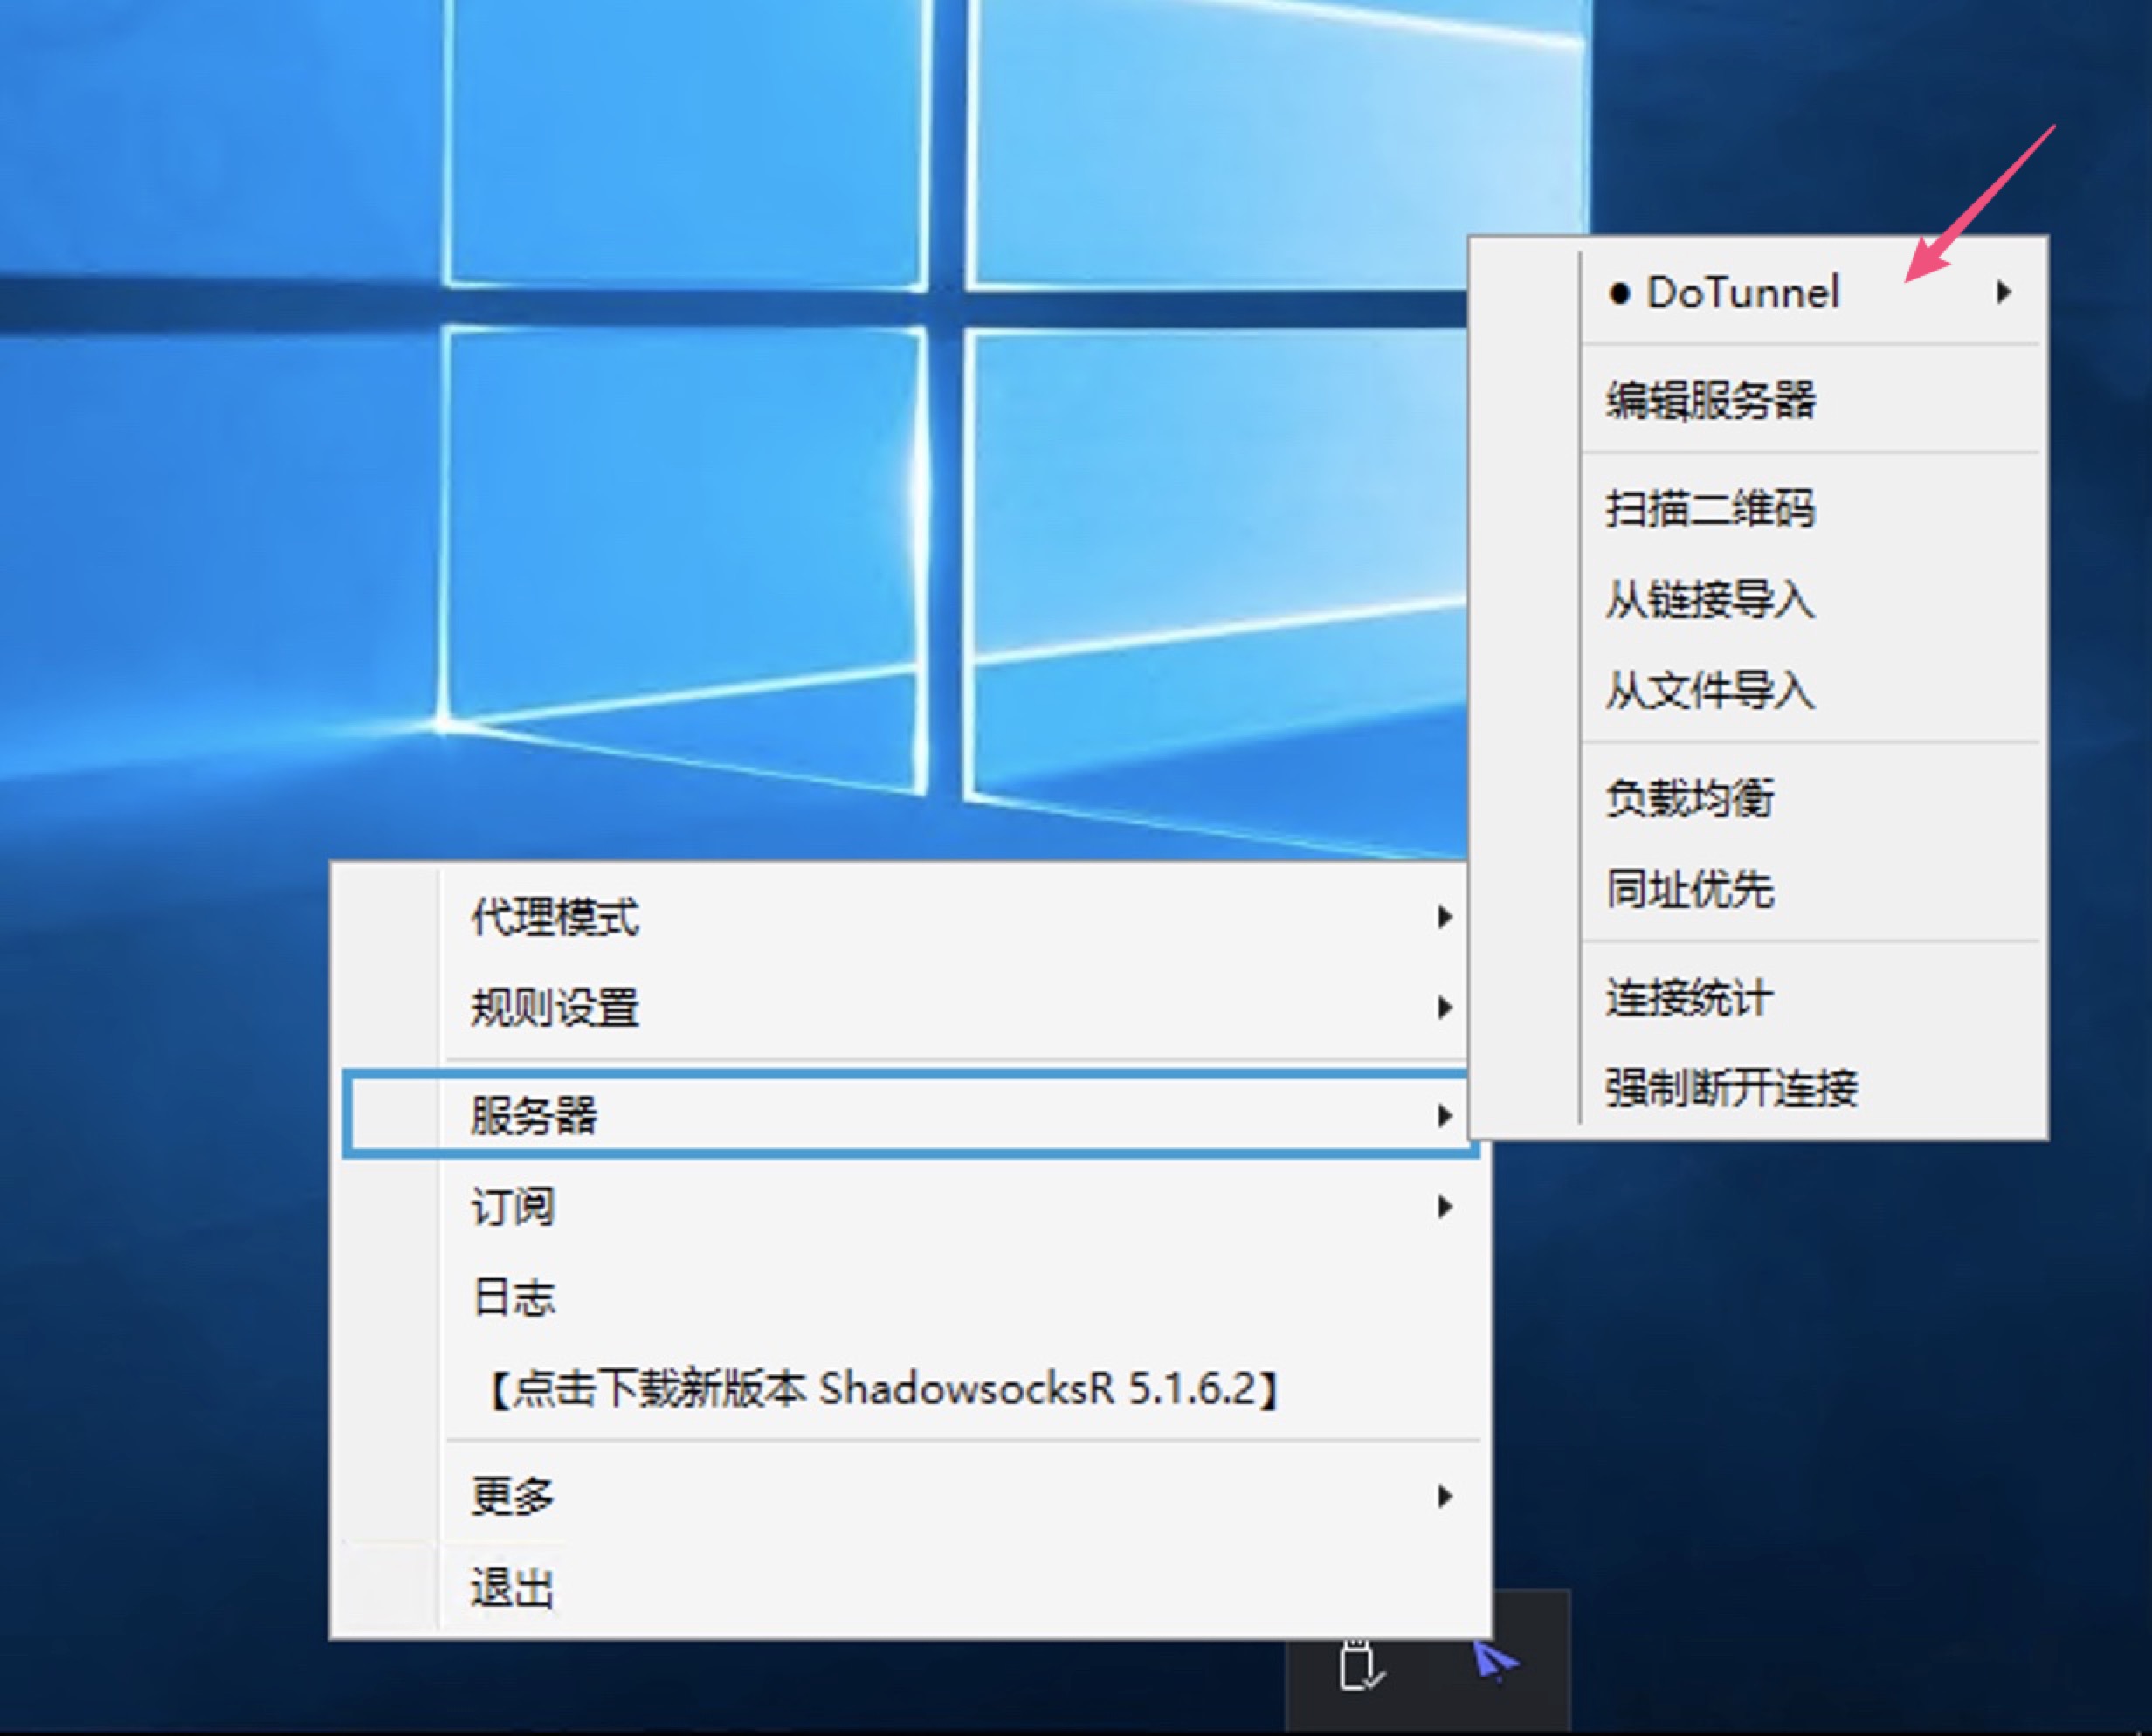 ● DoTunnel
编辑服务器
扫描二维码
从链接导入
从文件导入
负载均衡
同址优先
连接统计
强制断开连接
代理模式
规则设置
服务器
订阅
日志
【点击下载新版本 ShadowsocksR 5.1.6.2】
更多
退出